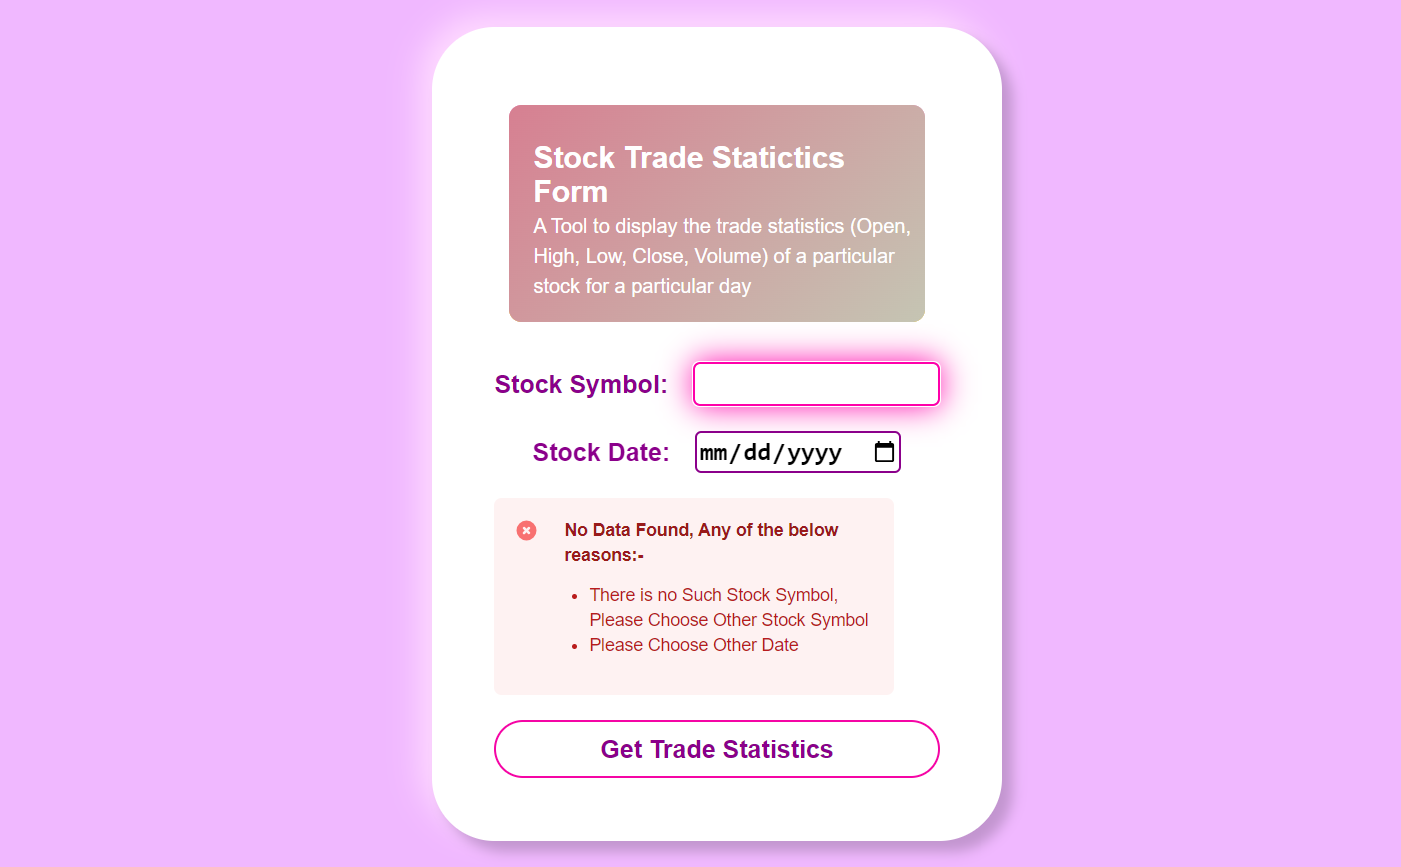 Stock Trade Statictics
Form
A Tool to display the trade statistics (Open,
High, Low, Close, Volume) of a particular
stock for a particular day
Stock Symbol:
Stock Date: mm/dd/yyyy
No Data Found, Any of the below
reasons:-
• There is no Such Stock Symbol,
Please Choose Other Stock Symbol
• Please Choose Other Date
Get Trade Statistics